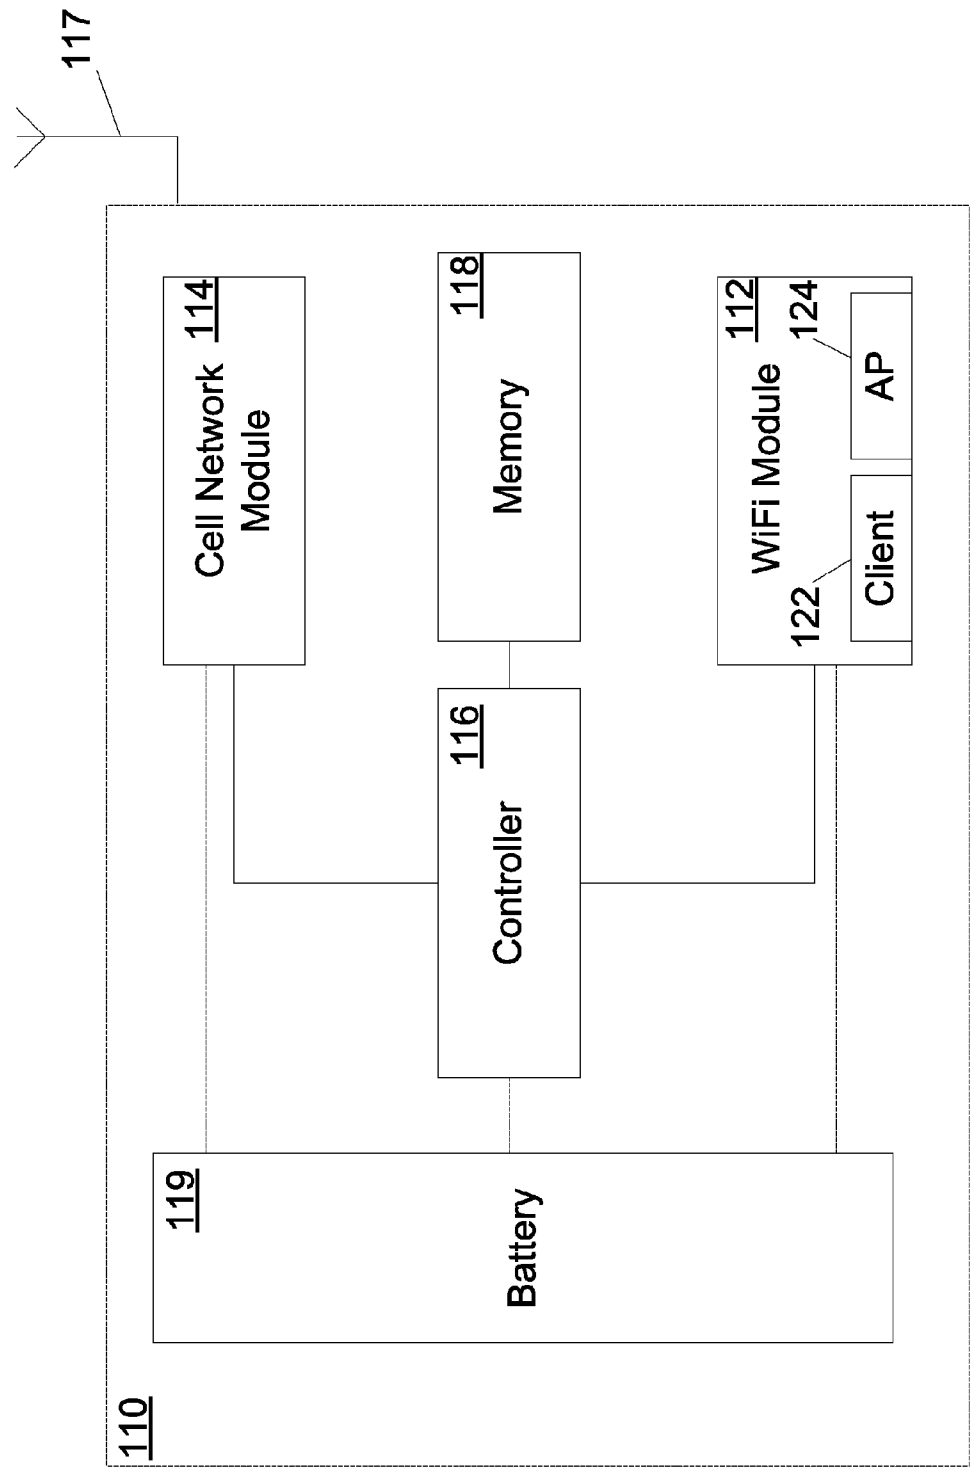 117
110
119
Battery
116
Controller
114
Cell Network
Module
118
Memory
112
WiFi Module
122
124
Client
AP